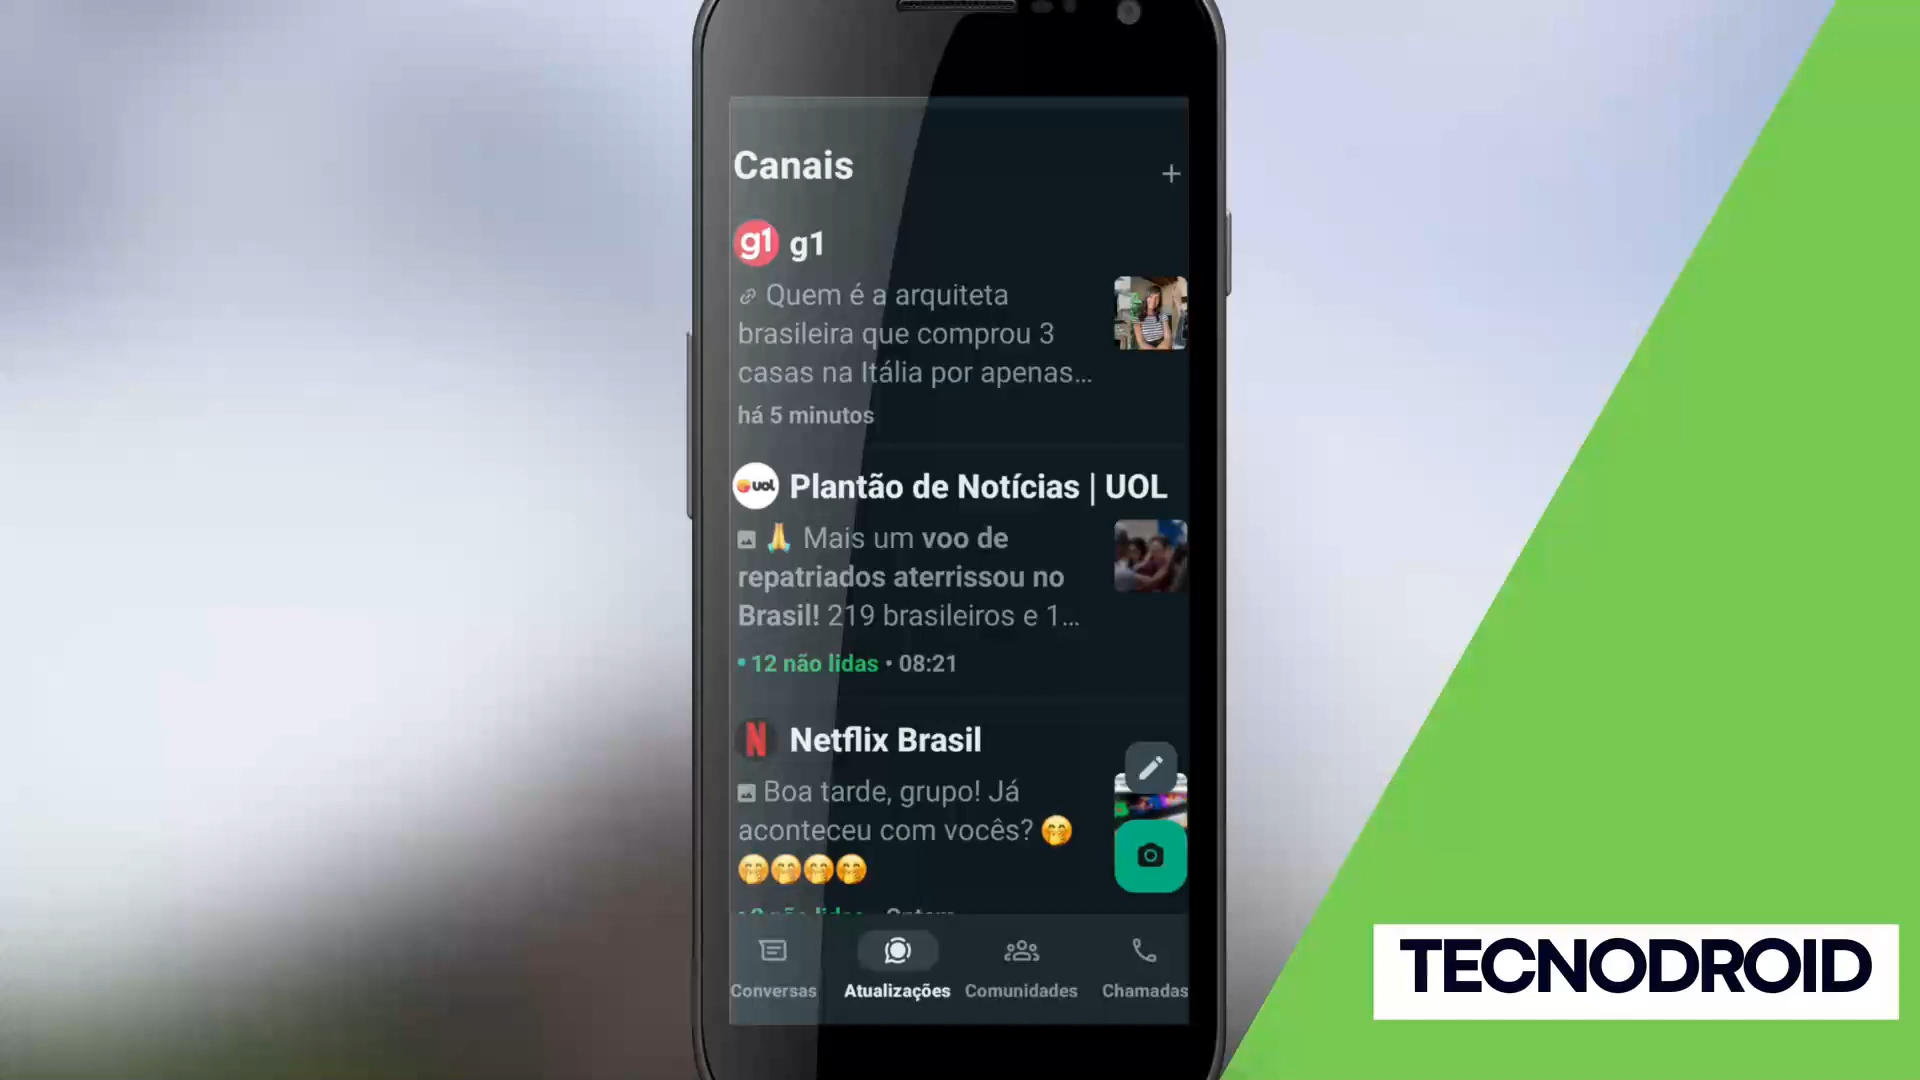 Canais
g1 g1
Quem é a arquiteta
brasileira que comprou 3
casas na Itália por apenas...
há 5 minutos
uol Plantão de Notícias | UOL
🙏 Mais um voo de
repatriados aterrissou no
Brasil! 219 brasileiros e 1...
• 12 não lidas • 08:21
N Netflix Brasil
Boa tarde, grupo! Já
aconteceu com vocês? 🤭
🤭🤭🤭🤭
Conversas Atualizações Comunidades Chamadas
TECNODROID